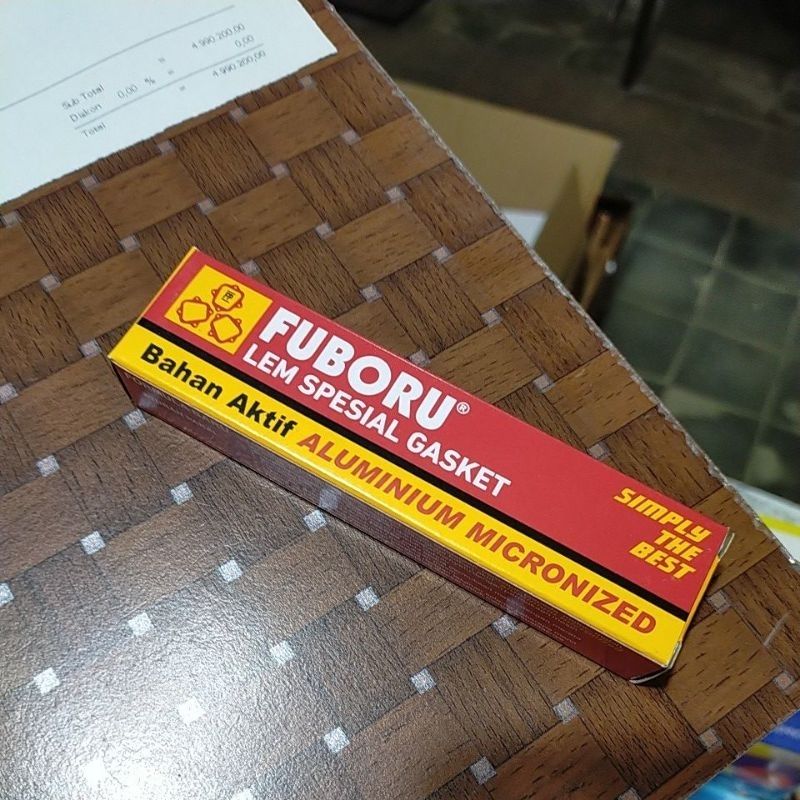 = 4.990.200,00
Sub Total
Diskon 0,00 % = 0,00
Total = 4.990.200,00
FUBORU®
LEM SPESIAL GASKET
Bahan Aktif ALUMINIUM MICRONIZED
SIMPLY
THE
BEST